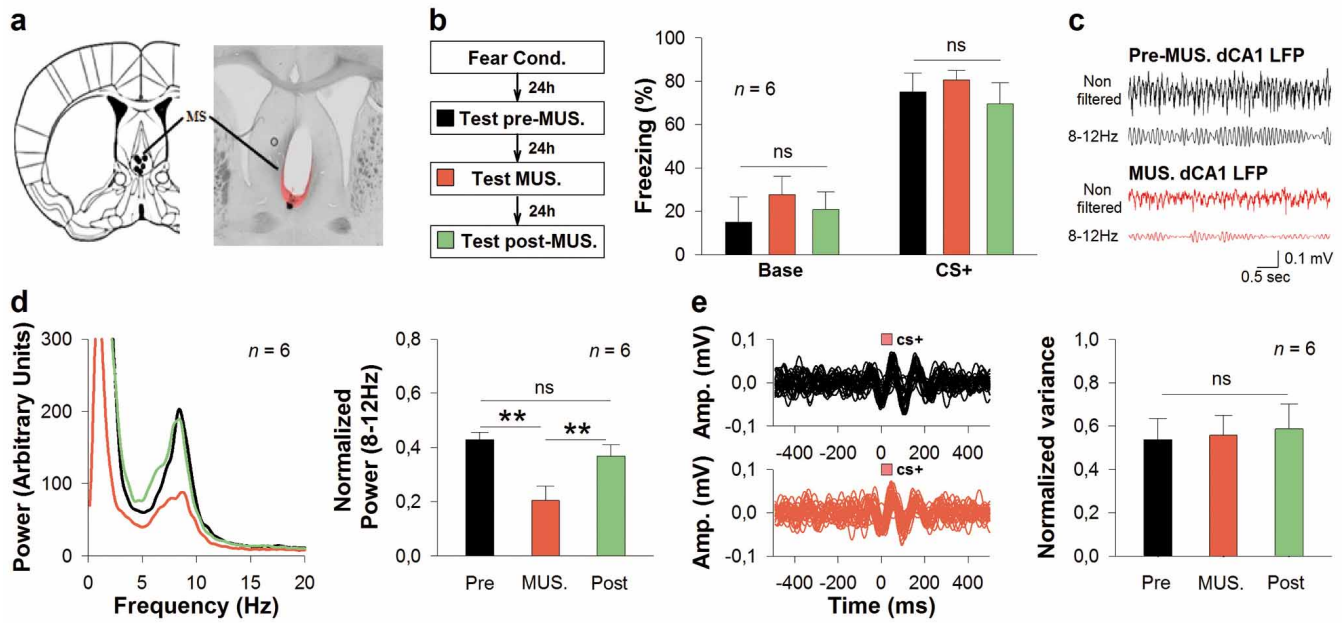 a
MS
b
Fear Cond.
24h
Test pre-MUS.
24h
Test MUS.
24h
Test post-MUS.
Freezing (%)
100
80
60
40
20
0
n = 6
ns
ns
Base
CS+
c
Pre-MUS. dCA1 LFP
Non
filtered
8-12Hz
MUS. dCA1 LFP
Non
filtered
8-12Hz
0.1 mV
0.5 sec
d
Power (Arbitrary Units)
300
200
100
0
n = 6
0
5
10
15
20
Frequency (Hz)
Normalized
Power (8-12Hz)
0,8
0,6
0,4
0,2
0,0
n = 6
ns
**
**
Pre
MUS.
Post
e
Amp. (mV)
0,1
0,0
-0,1
cs+
-400
-200
0
200
400
Amp. (mV)
0,1
0,0
-0,1
cs+
-400
-200
0
200
400
Time (ms)
Normalized variance
1,0
0,8
0,6
0,4
0,2
0,0
n = 6
ns
Pre
MUS.
Post